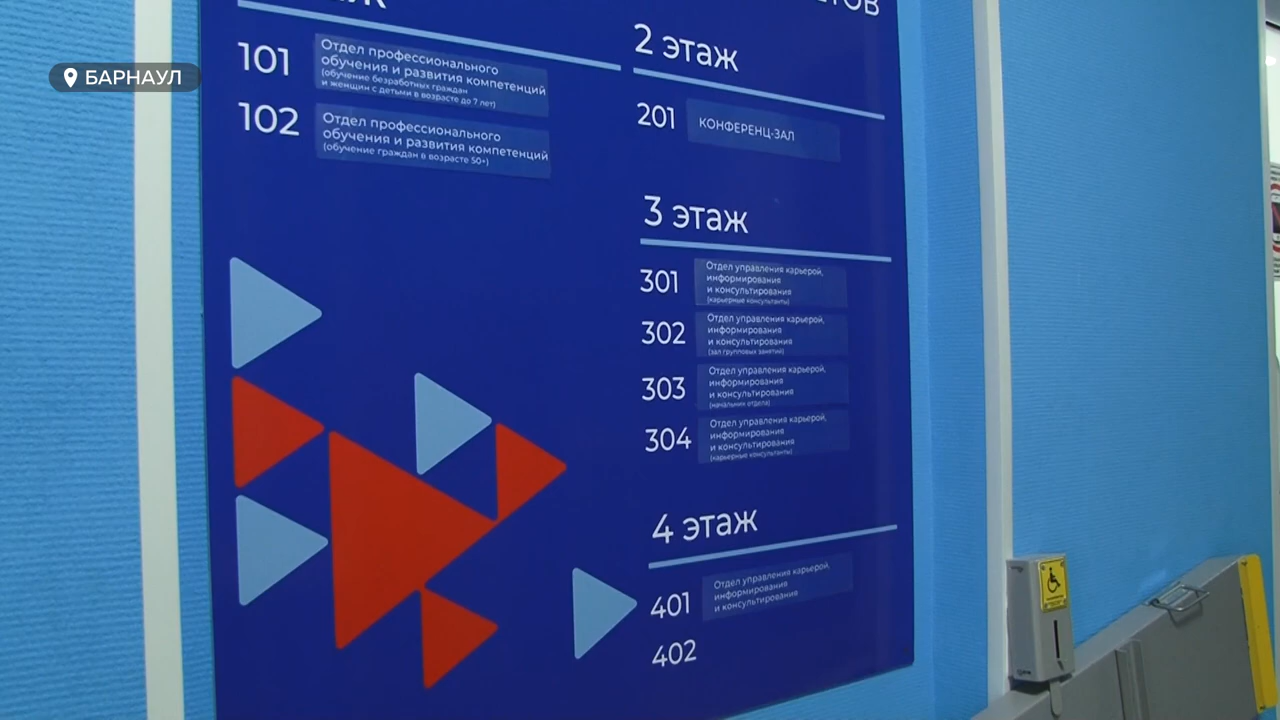 БАРНАУЛ
101
Отдел профессионального
обучения и развития компетенций
(обучение безработных граждан
и женщин с детьми в возрасте до 7 лет)
102
Отдел профессионального
обучения и развития компетенций
(обучение граждан в возрасте 50+)
2 этаж
201
КОНФЕРЕНЦ-ЗАЛ
3 этаж
301
Отдел управления карьерой,
информирования
и консультирования
(карьерные консультанты)
302
Отдел управления карьерой,
информирования
и консультирования
(зал групповых занятий)
303
Отдел управления карьерой,
информирования
и консультирования
(начальник отдела)
304
Отдел управления карьерой,
информирования
и консультирования
(карьерные консультанты)
4 этаж
401
Отдел управления карьерой,
информирования
и консультирования
402